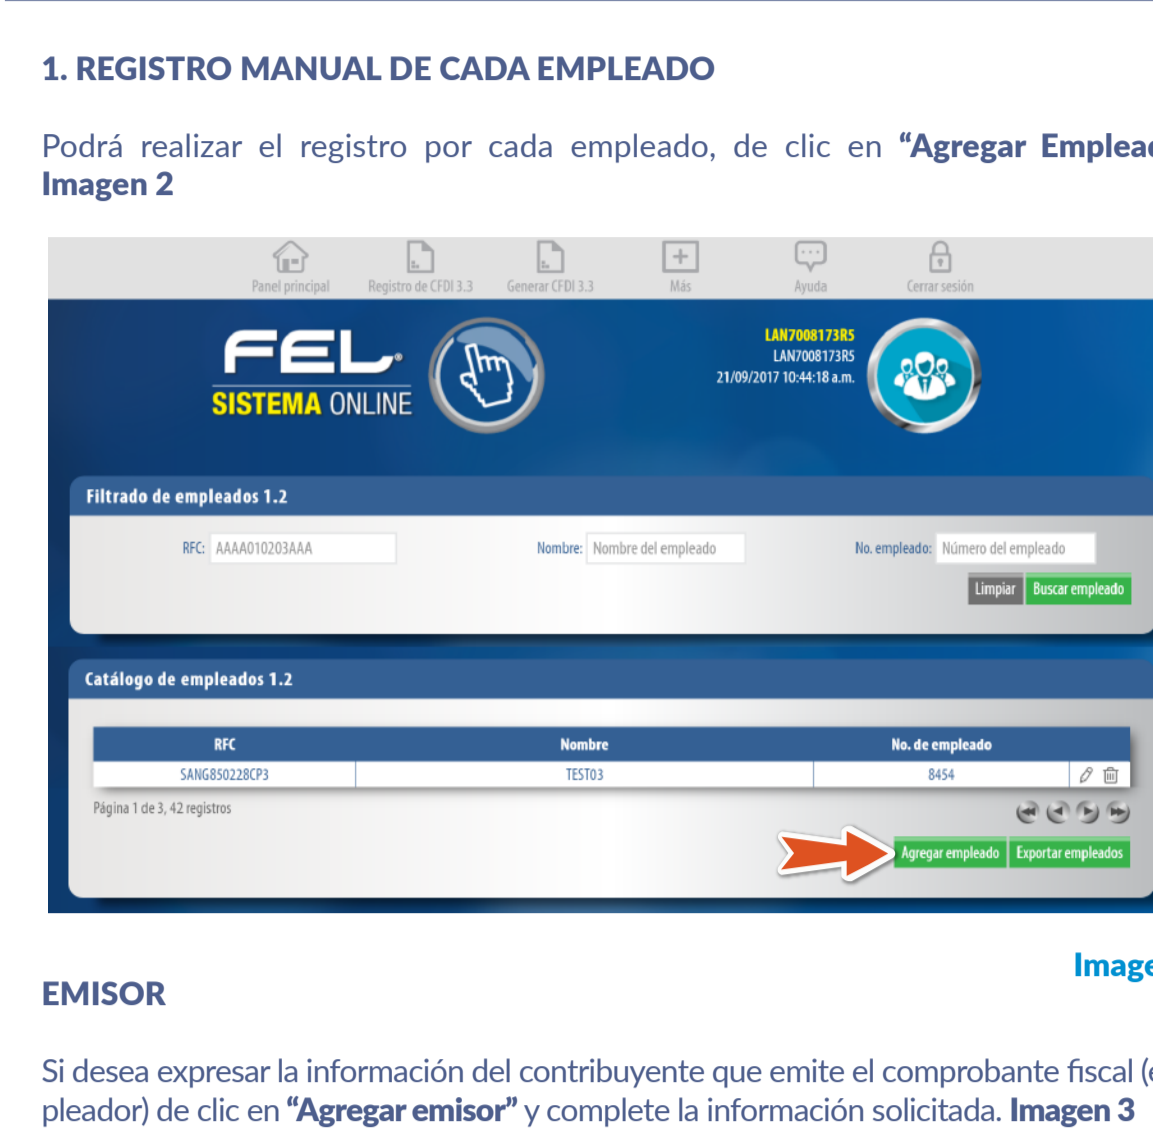 1. REGISTRO MANUAL DE CADA EMPLEADO
Podrá realizar el registro por cada empleado, de clic en “Agregar
Imagen 2
Panel principal Registro de CFDI 3.3 Generar CFDI 3.3 Más Ayuda Cerrar sesión
FEL
SISTEMA ONLINE
LAN7008173R5
LAN7008173R5
21/09/2017 10:44:18 a.m.
Filtrado de empleados 1.2
RFC: AAAA010203AAA Nombre: Nombre del empleado No. empleado: Número del empleado
Limpiar Buscar empleado
Catálogo de empleados 1.2
RFC Nombre No. de empleado
SANG850228CP3 TEST03 8454
Página 1 de 3, 42 registros
Agregar empleado Exportar empleados
EMISOR
Si desea expresar la información del contribuyente que emite el comprobante fiscal
pleador) de clic en “Agregar emisor” y complete la información solicitada. Imagen 3